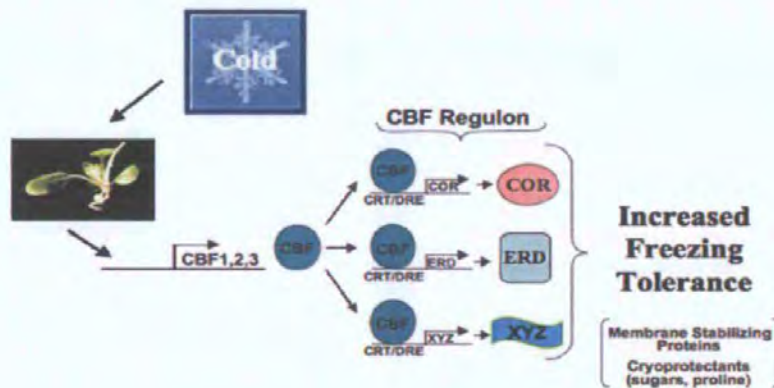 Cold
CBF Regulon
CBF
COR
CRT/DRE
COR
CBF1,2,3
CBF
CBF
ERD
CRT/DRE
ERD
CBF
XYZ
CRT/DRE
XYZ
Increased
Freezing
Tolerance
Membrane Stabilizing
Proteins
Cryoprotectants
(sugars, proline)